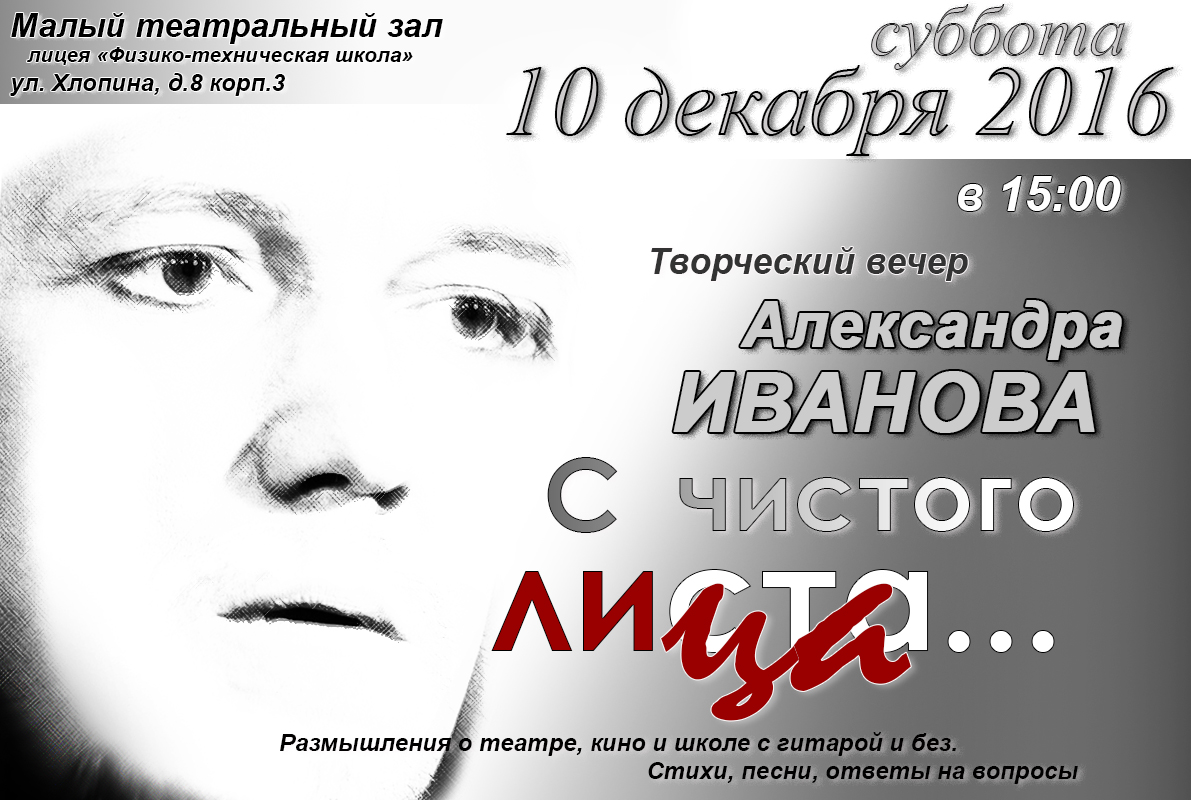 Малый театральный зал
лицея «Физико-техническая школа»
ул. Хлопина, д.8 корп.3
суббота
10 декабря 2016
в 15:00
Творческий вечер
Александра
ИВАНОВА
С чистого
листа...
ца
Размышления о театре, кино и школе с гитарой и без.
Стихи, песни, ответы на вопросы